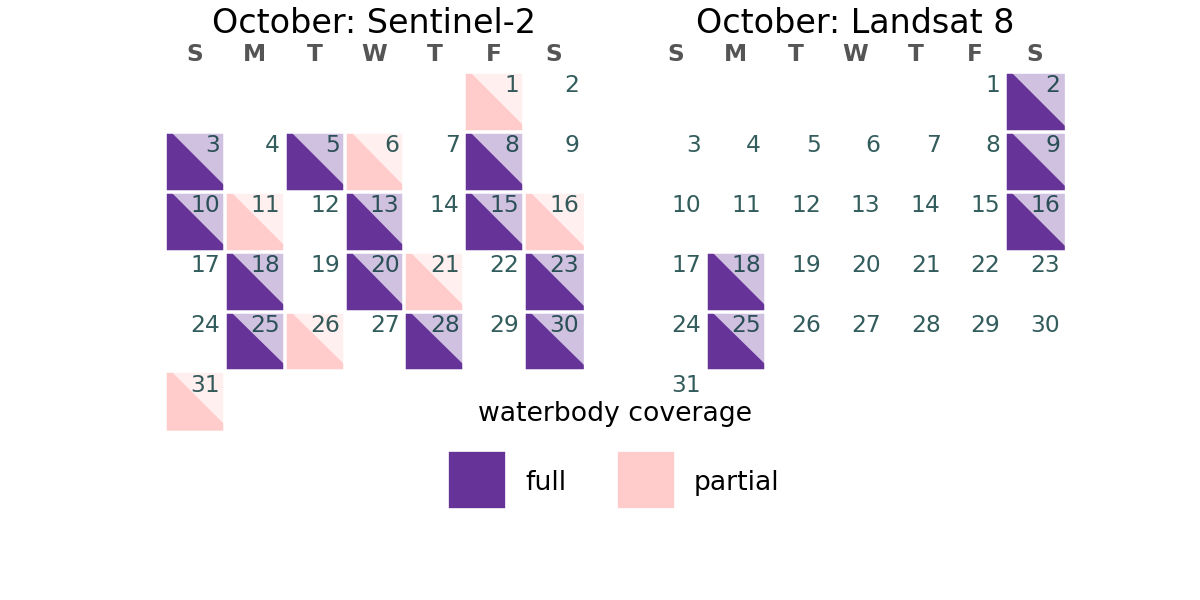 October: Sentinel-2
S M T W T F S
1 2
3 4 5 6 7 8 9
10 11 12 13 14 15 16
17 18 19 20 21 22 23
24 25 26 27 28 29 30
31
October: Landsat 8
S M T W T F S
1 2
3 4 5 6 7 8 9
10 11 12 13 14 15 16
17 18 19 20 21 22 23
24 25 26 27 28 29 30
31
waterbody coverage
full partial